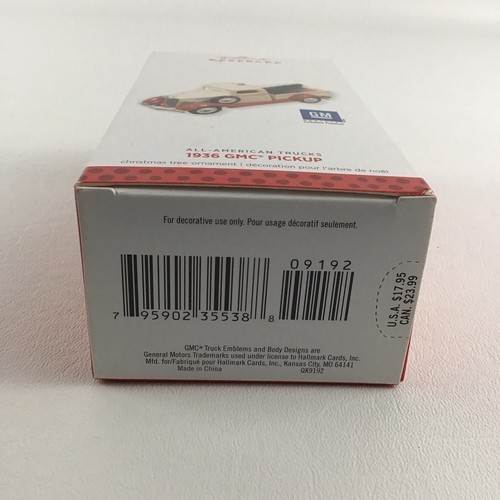 KEEPSAKE
GM
ALL-AMERICAN TRUCKS
1936 GMC® PICKUP
christmas tree ornament | décoration pour l'arbre de noël
For decorative use only. Pour usage décoratif seulement.
09192
7 95902 35538 8
U.S.A. $17.95
CAN. $23.99
GMC® Truck Emblems and Body Designs are
General Motors Trademarks used under license to Hallmark Cards, Inc.
Mfd. for/Fabriqué pour Hallmark Cards, Inc., Kansas City, MO 64141
Made in China QX9192